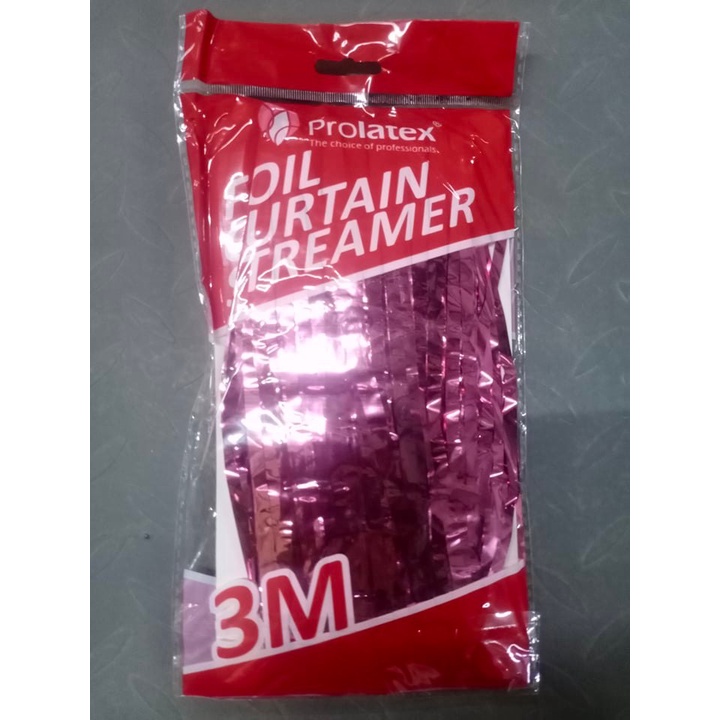 Prolatex®
The choice of professionals.
FOIL
CURTAIN
STREAMER
3M